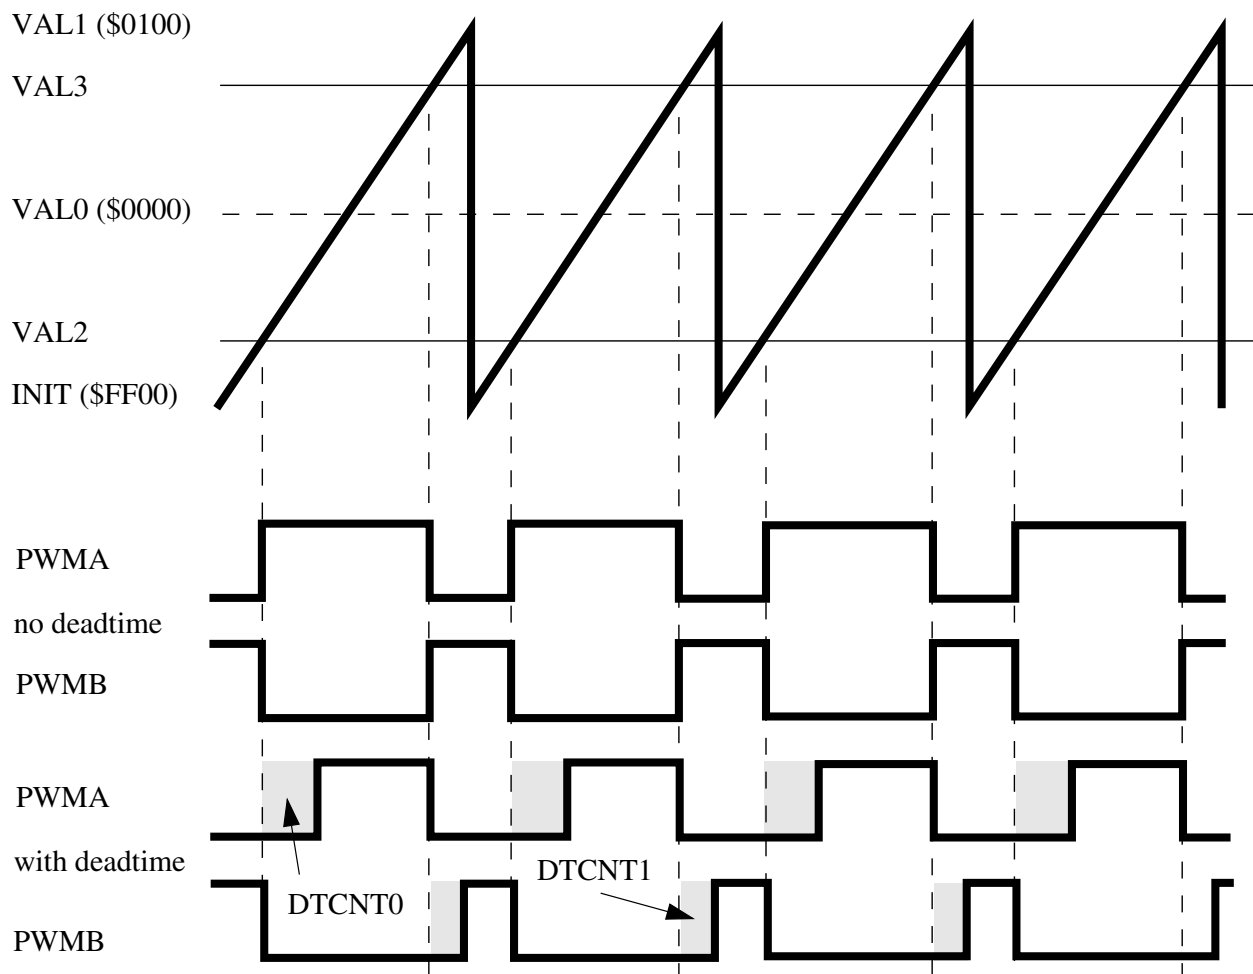 VAL1 ($0100)
VAL3
VAL0 ($0000)
VAL2
INIT ($FF00)
PWMA
no deadtime
PWMB
PWMA
with deadtime
DTCNT1
DTCNT0
PWMB